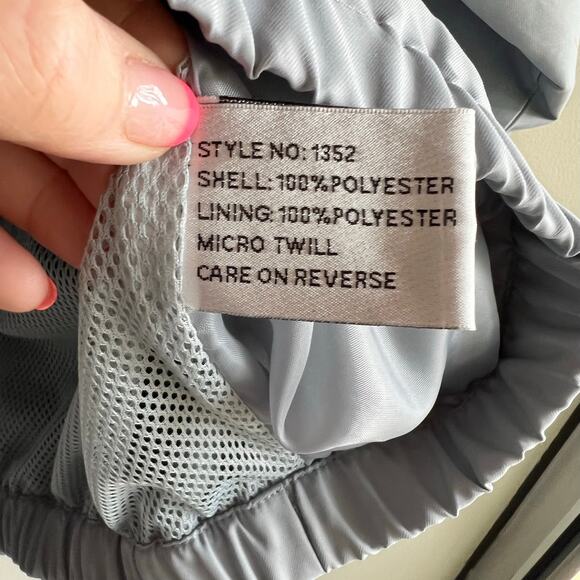 STYLE NO: 1352
SHELL: 100%POLYESTER
LINING: 100%POLYESTER
MICRO TWILL
CARE ON REVERSE